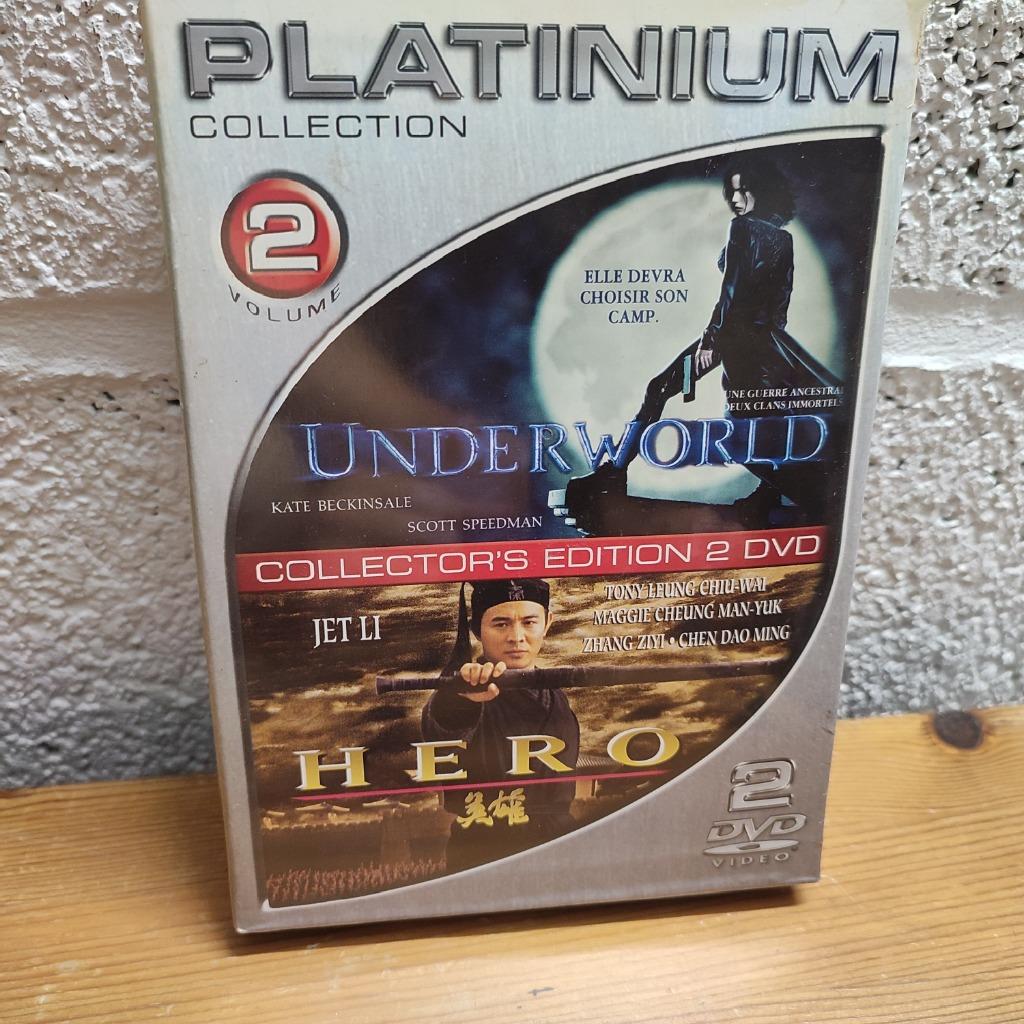 PLATINIUM
COLLECTION
2
VOLUME
ELLE DEVRA
CHOISIR SON
CAMP.
UNE GUERRE ANCESTRA
DEUX CLANS IMMORTELS
UNDERWORLD
KATE BECKINSALE
SCOTT SPEEDMAN
COLLECTOR'S EDITION 2 DVD
JET LI
TONY LEUNG CHIU-WAI
MAGGIE CHEUNG MAN-YUK
ZHANG ZIYI • CHEN DAO MING
HERO
英雄
2
DVD
VIDEO